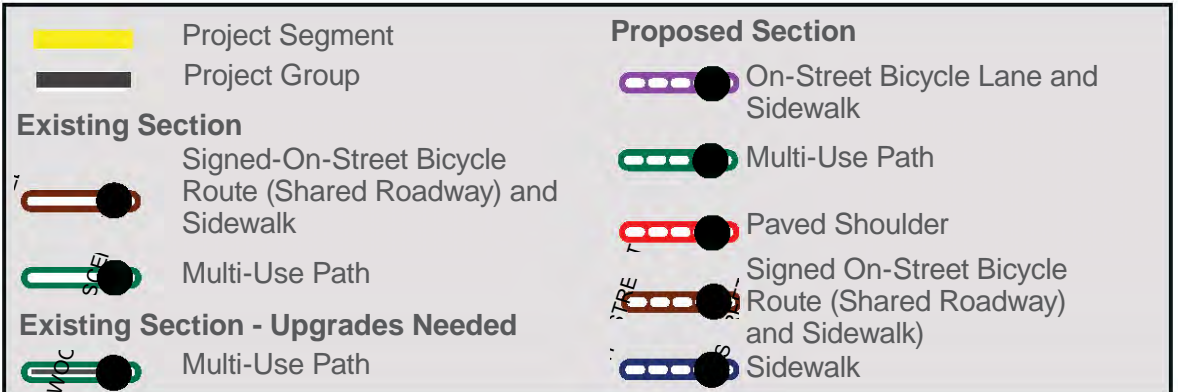 Project Segment
Project Group
Existing Section
Signed-On-Street Bicycle
Route (Shared Roadway) and
Sidewalk
Multi-Use Path
Existing Section - Upgrades Needed
Multi-Use Path
Proposed Section
On-Street Bicycle Lane and
Sidewalk
Multi-Use Path
Paved Shoulder
Signed On-Street Bicycle
Route (Shared Roadway)
and Sidewalk)
Sidewalk